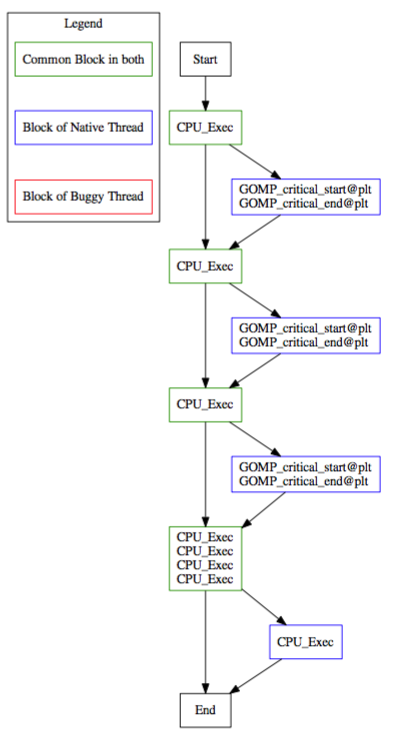 Legend
Common Block in both
Block of Native Thread
Block of Buggy Thread
Start
CPU_Exec
GOMP_critical_start@plt
GOMP_critical_end@plt
CPU_Exec
GOMP_critical_start@plt
GOMP_critical_end@plt
CPU_Exec
GOMP_critical_start@plt
GOMP_critical_end@plt
CPU_Exec
CPU_Exec
CPU_Exec
CPU_Exec
CPU_Exec
End